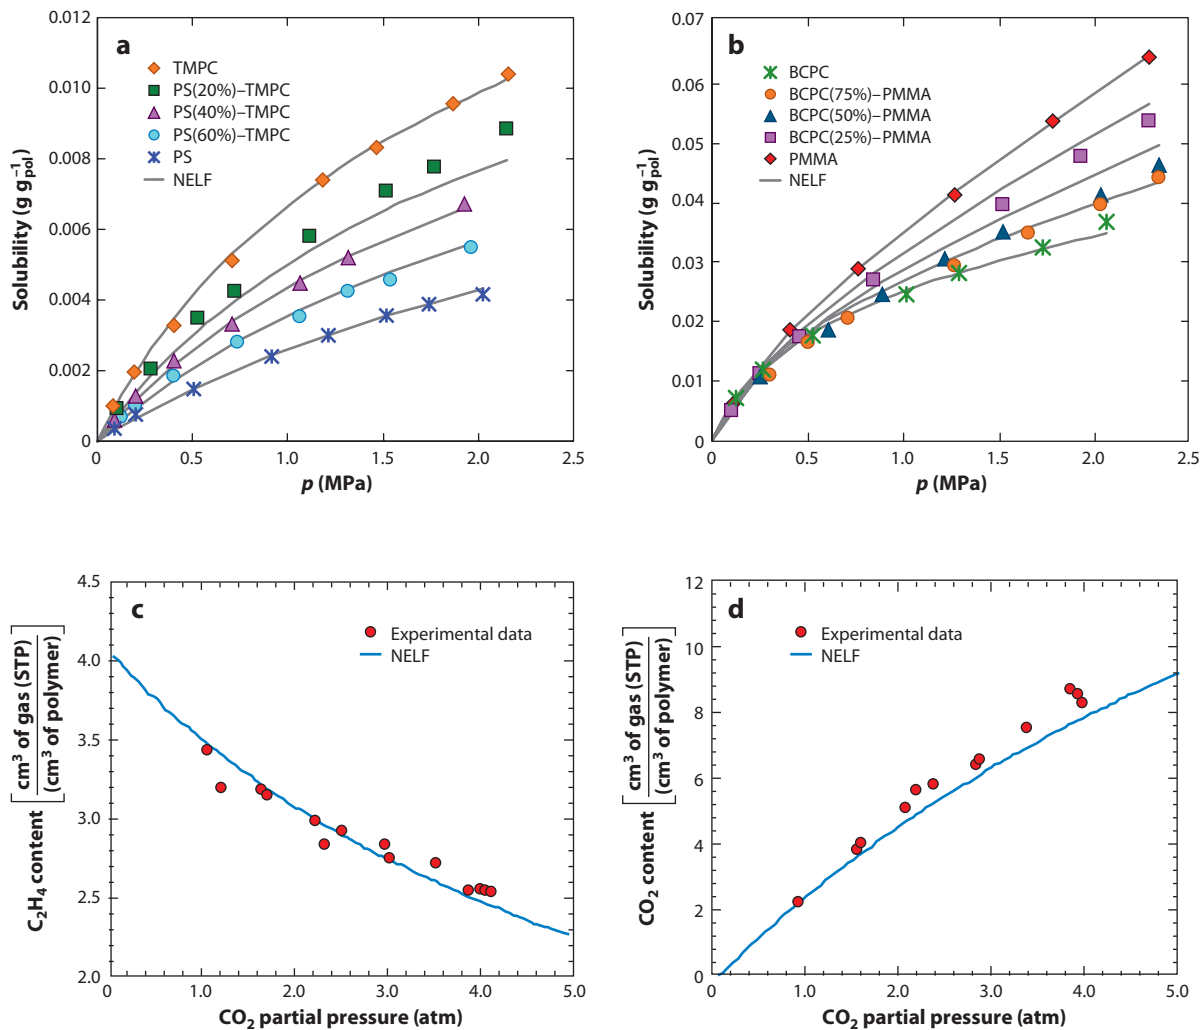 a
TMPC
PS(20%)–TMPC
PS(40%)–TMPC
PS(60%)–TMPC
PS
NELF
Solubility (g g⁻¹pol)
0.012
0.010
0.008
0.006
0.004
0.002
0
0
0.5
1.0
1.5
2.0
2.5
p (MPa)
b
BCPC
BCPC(75%)–PMMA
BCPC(50%)–PMMA
BCPC(25%)–PMMA
PMMA
NELF
Solubility (g g⁻¹pol)
0.07
0.06
0.05
0.04
0.03
0.02
0.01
0
0
0.5
1.0
1.5
2.0
2.5
p (MPa)
c
Experimental data
NELF
C₂H₄ content [cm³ of gas (STP)
(cm³ of polymer)]
4.5
4.0
3.5
3.0
2.5
2.0
0
1.0
2.0
3.0
4.0
5.0
CO₂ partial pressure (atm)
d
Experimental data
NELF
CO₂ content [cm³ of gas (STP)
(cm³ of polymer)]
12
10
8
6
4
2
0
0
1.0
2.0
3.0
4.0
5.0
CO₂ partial pressure (atm)